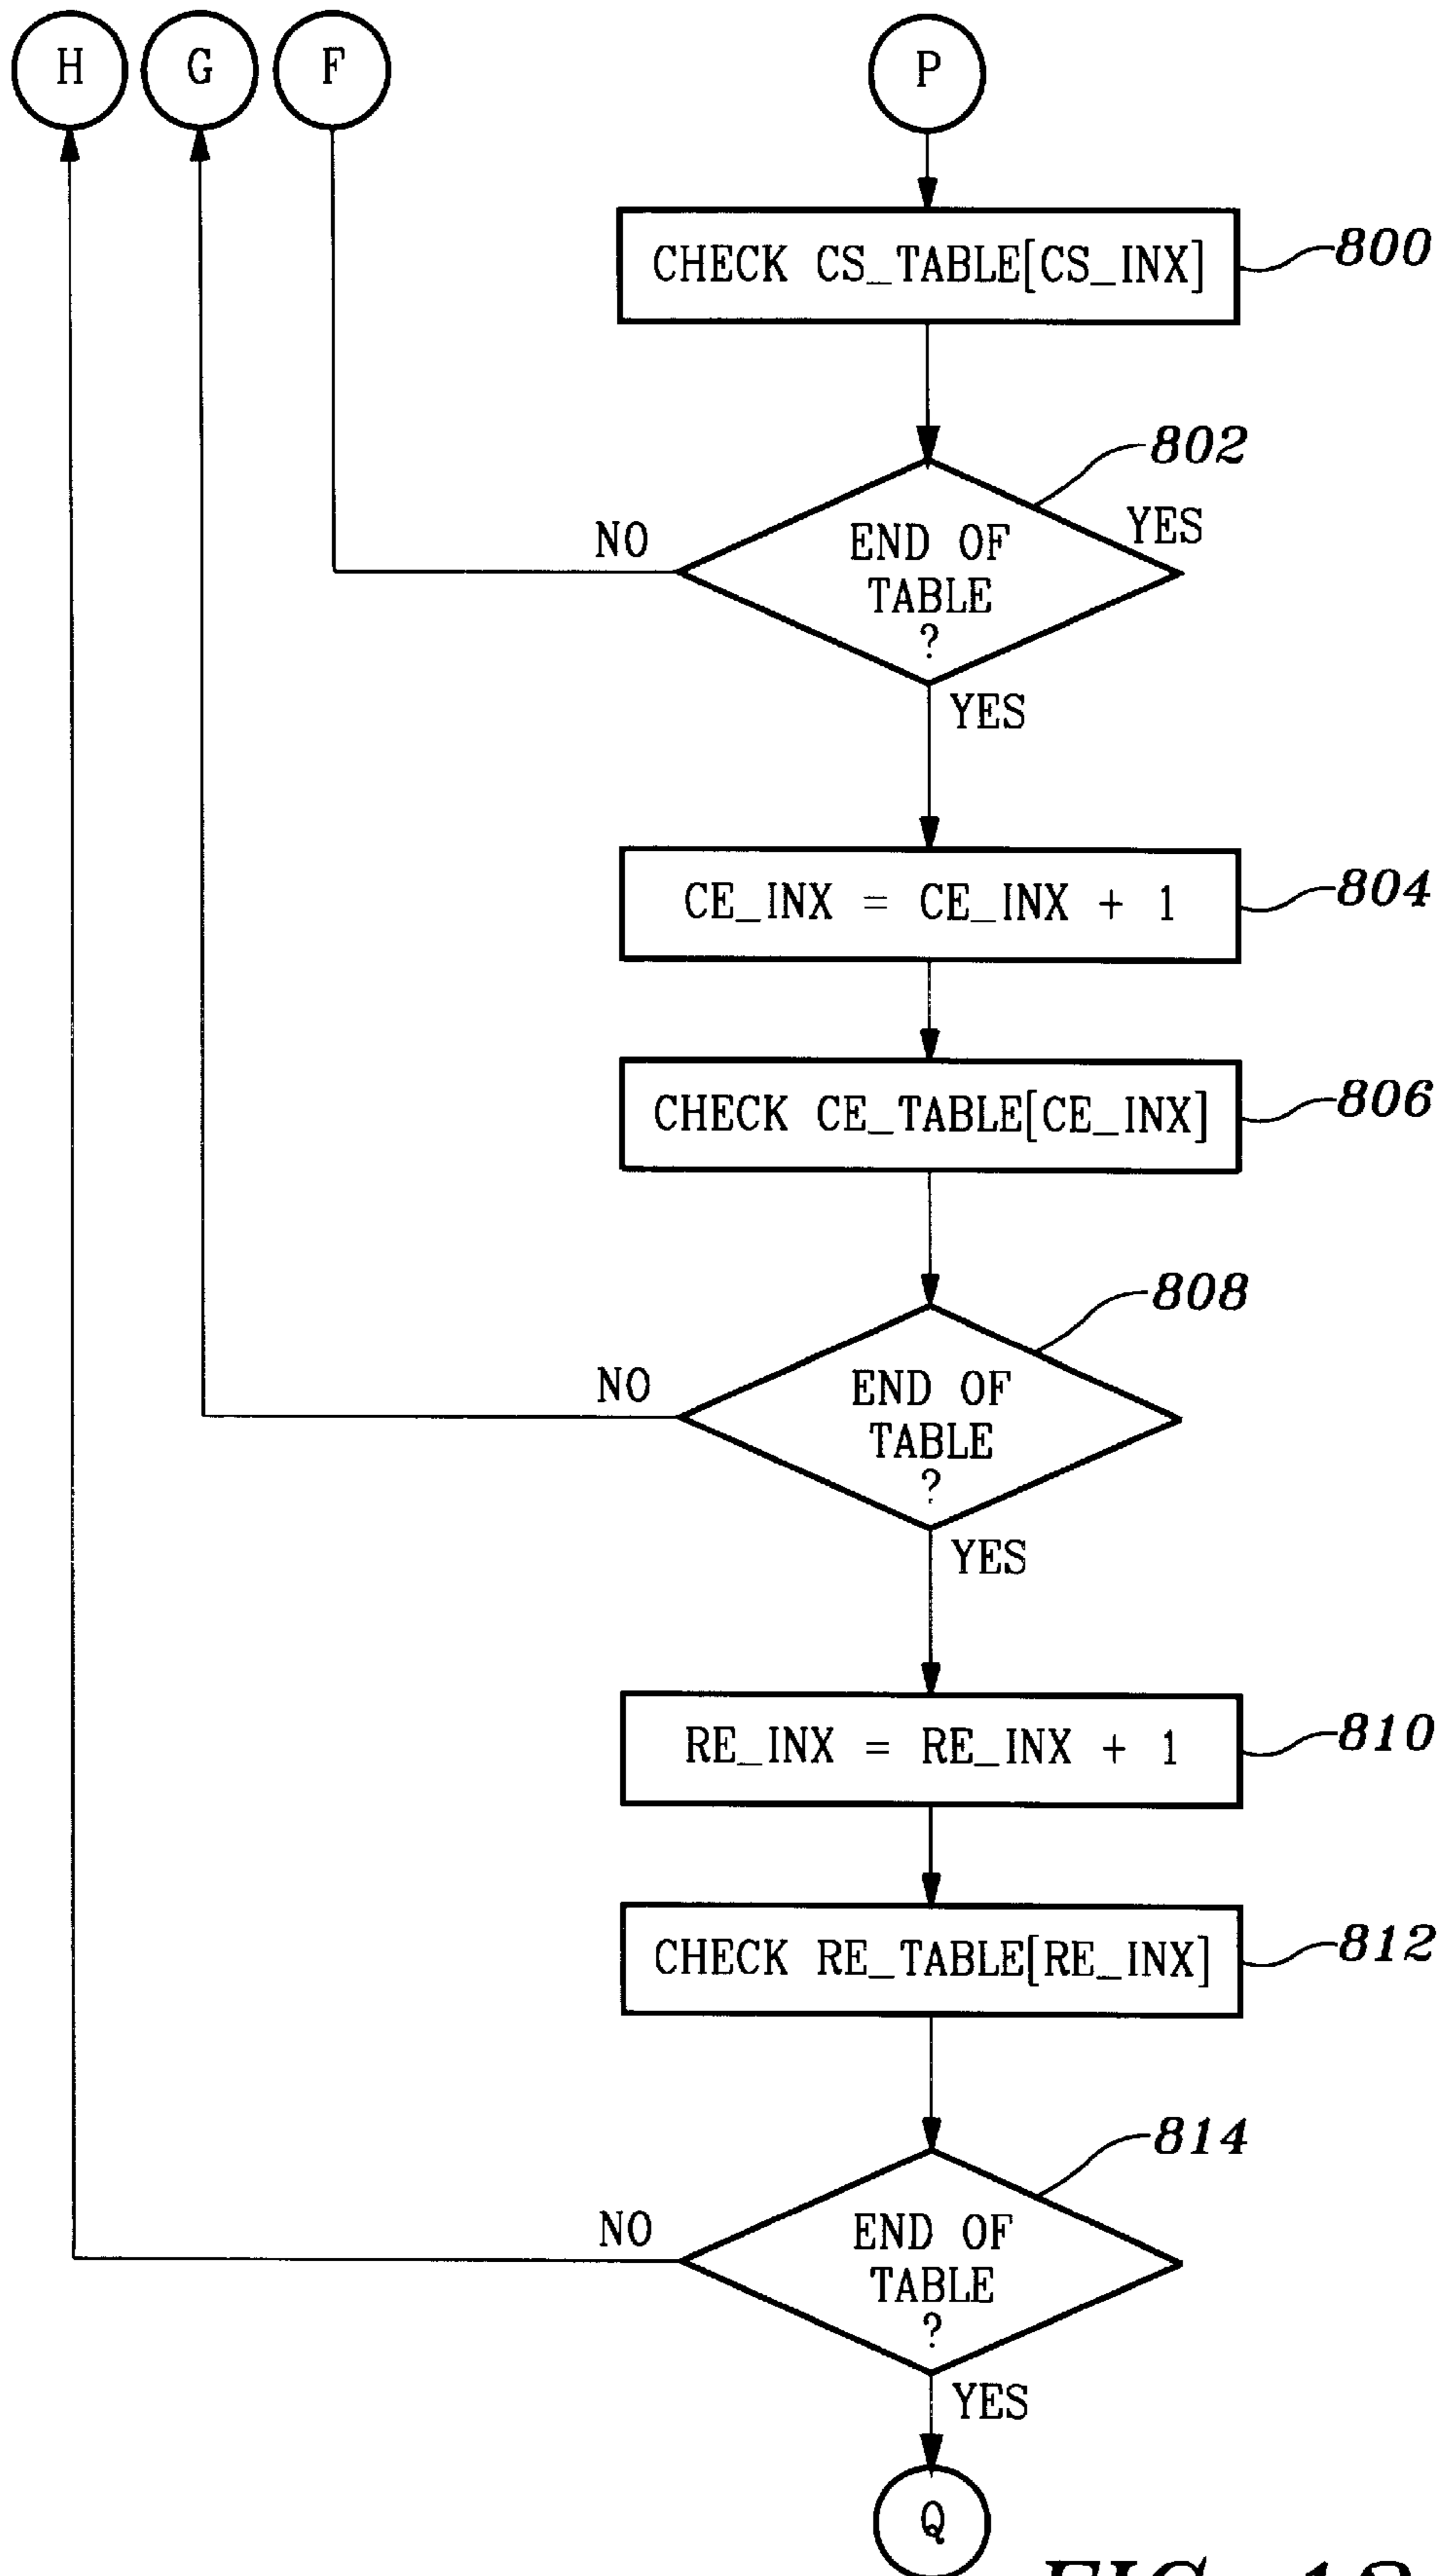 H G F P
CHECK CS_TABLE[CS_INX]
800
802
NO
END OF
TABLE
?
YES
YES
CE_INX = CE_INX + 1
804
CHECK CE_TABLE[CE_INX]
806
808
NO
END OF
TABLE
?
YES
RE_INX = RE_INX + 1
810
CHECK RE_TABLE[RE_INX]
812
814
NO
END OF
TABLE
?
YES
Q